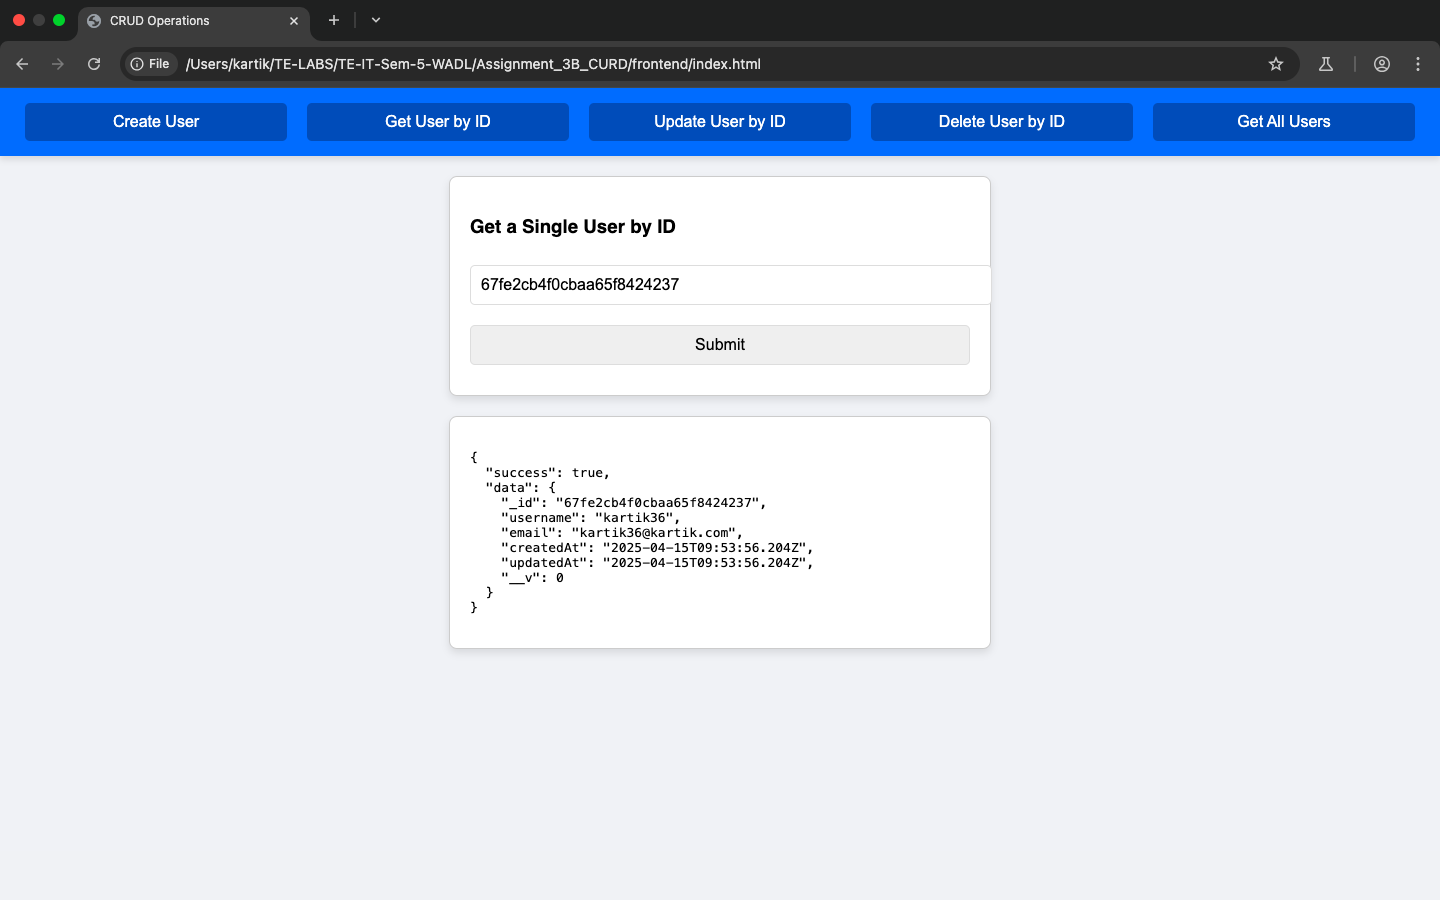 CRUD Operations
File /Users/kartik/TE-LABS/TE-IT-Sem-5-WADL/Assignment_3B_CURD/frontend/index.html
Create User
Get User by ID
Update User by ID
Delete User by ID
Get All Users
Get a Single User by ID
67fe2cb4f0cbaa65f8424237
Submit
{
  "success": true,
  "data": {
    "_id": "67fe2cb4f0cbaa65f8424237",
    "username": "kartik36",
    "email": "kartik36@kartik.com",
    "createdAt": "2025-04-15T09:53:56.204Z",
    "updatedAt": "2025-04-15T09:53:56.204Z",
    "__v": 0
  }
}